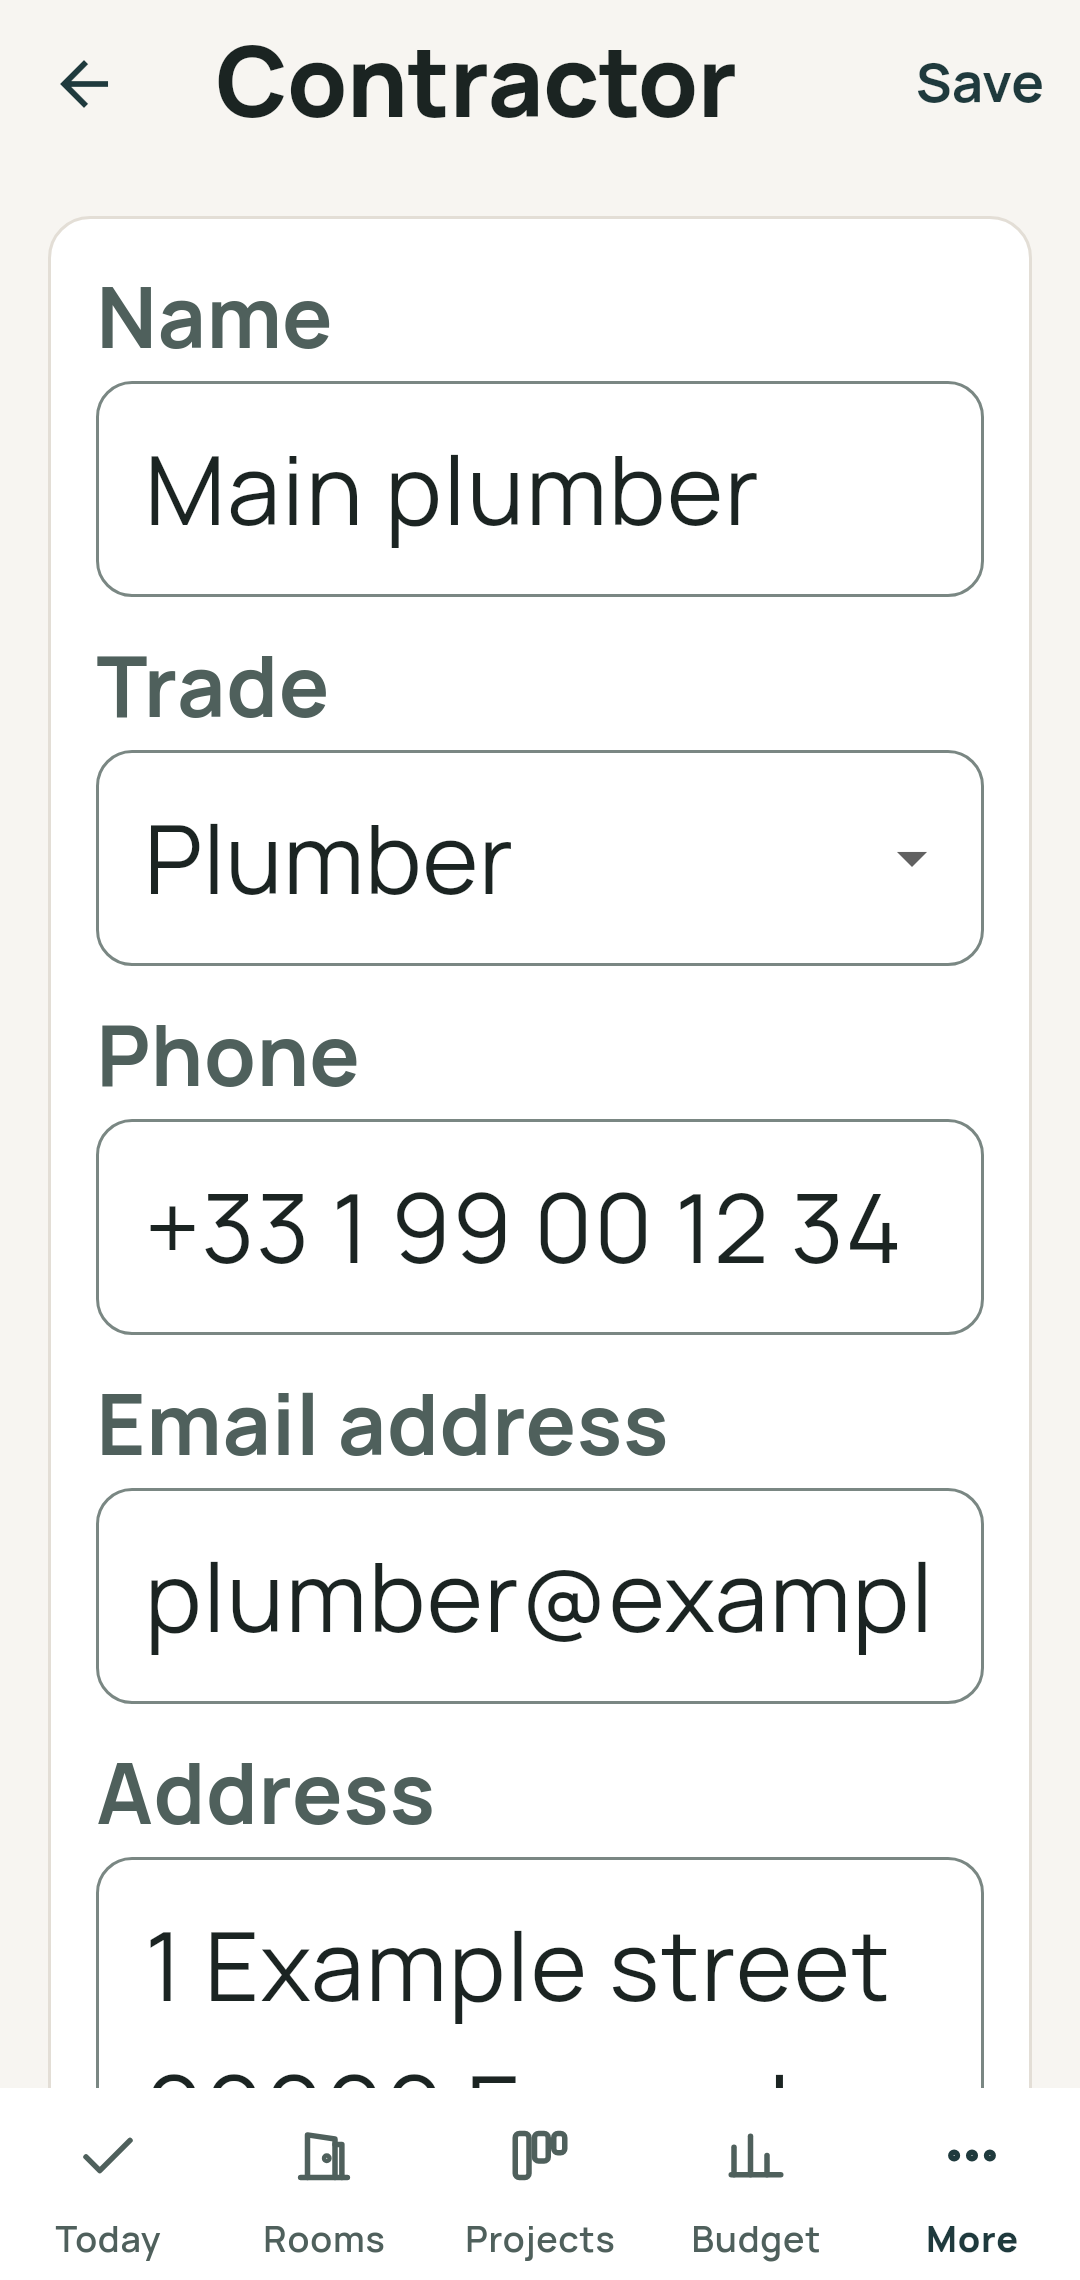 Contractor
Save
Name
Main plumber
Trade
Plumber
Phone
+33 1 99 00 12 34
Email address
plumber@exampl
Address
1 Example street
Today
Rooms
Projects
Budget
More